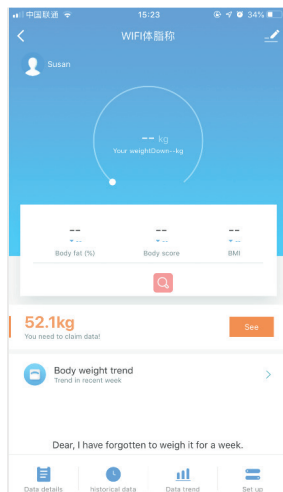 中国联通 15:23 34%
WIFI体脂称
Susan
-- kg
Your weightDown--kg
-- -- --
-- -- --
Body fat (%) Body score BMI
52.1kg
You need to claim data!
See
Body weight trend
Trend in recent week
Dear, I have forgotten to weigh it for a week.
Data details historical data Data trend Set up